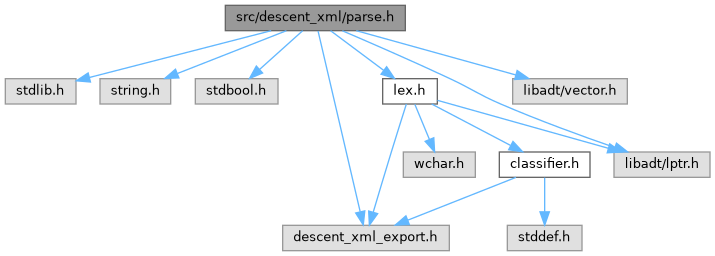 src/descent_xml/parse.h
stdlib.h
string.h
stdbool.h
lex.h
libadt/vector.h
wchar.h
classifier.h
libadt/lptr.h
descent_xml_export.h
stddef.h